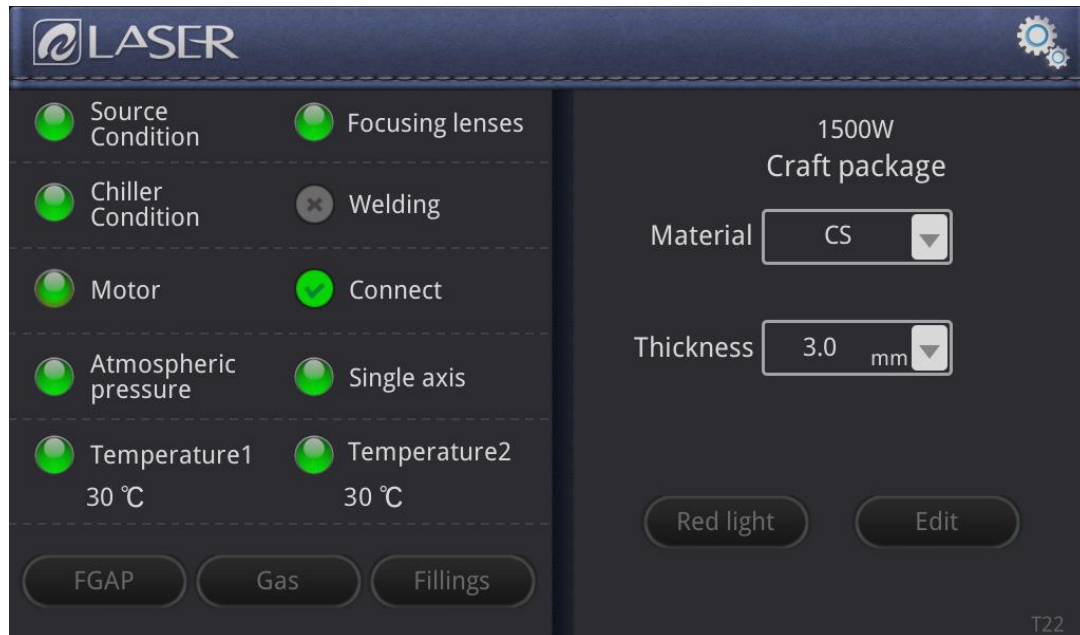 LASER
Source
Condition
Focusing lenses
Chiller
Condition
Welding
Motor
Connect
Atmospheric
pressure
Single axis
Temperature1
30 ℃
Temperature2
30 ℃
FGAP
Gas
Fillings
1500W
Craft package
Material
CS
Thickness
3.0 mm
Red light
Edit
T22